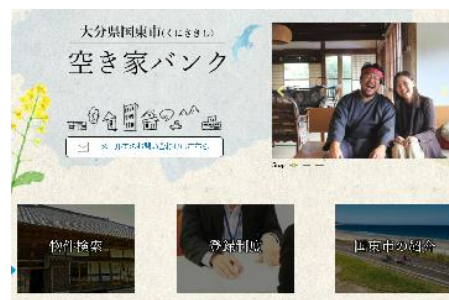 大分県国東市(くにさきし)
空き家バンク
物件検索
登録制度
国東市の紹介